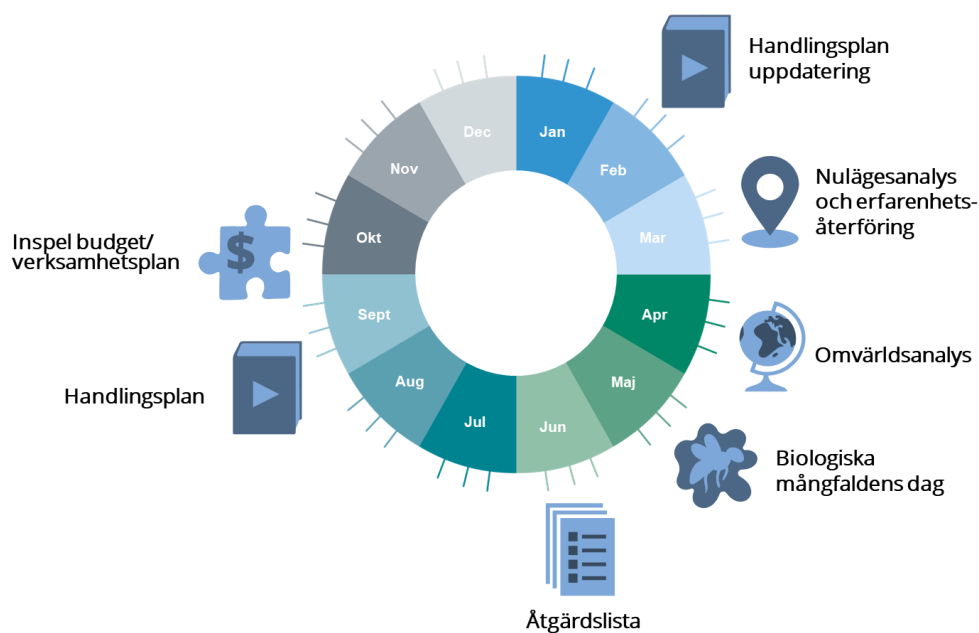 Handlingsplan
uppdatering
Nulägesanalys
och erfarenhets-
återföring
Omvärldsanalys
Biologiska
mångfaldens dag
Åtgärdslista
Handlingsplan
Inspel budget/
verksamhetsplan
$
Jan
Feb
Mar
Apr
Maj
Jun
Jul
Aug
Sept
Okt
Nov
Dec